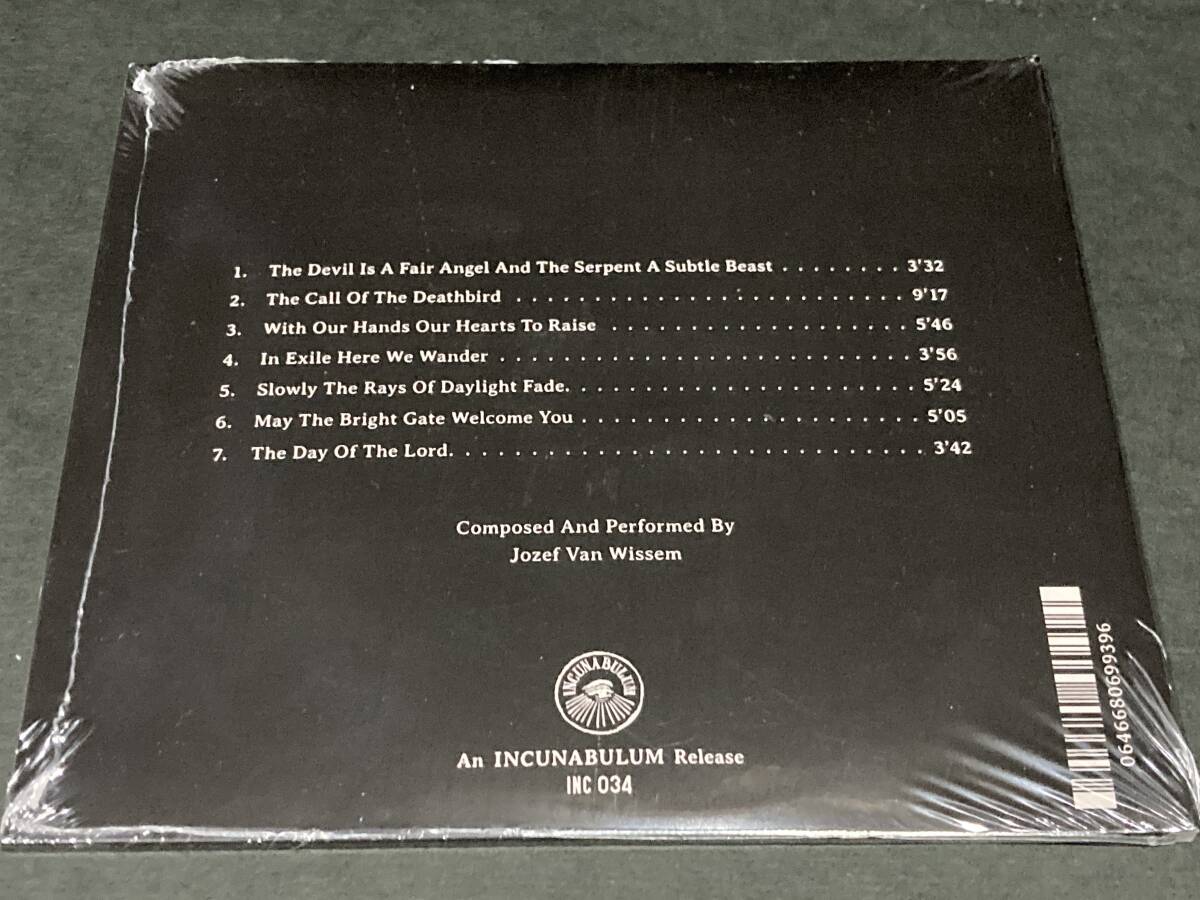 1. The Devil Is A Fair Angel And The Serpent A Subtle Beast . . . . . . . . 3'32
2. The Call Of The Deathbird . . . . . . . . . . . . . . . . . . . . . . . . . 9'17
3. With Our Hands Our Hearts To Raise . . . . . . . . . . . . . . . . . . . 5'46
4. In Exile Here We Wander . . . . . . . . . . . . . . . . . . . . . . . . . . 3'56
5. Slowly The Rays Of Daylight Fade. . . . . . . . . . . . . . . . . . . . . . 5'24
6. May The Bright Gate Welcome You . . . . . . . . . . . . . . . . . . . . . 5'05
7. The Day Of The Lord. . . . . . . . . . . . . . . . . . . . . . . . . . . . . 3'42
Composed And Performed By
Jozef Van Wissem
INCUNABULUM
An INCUNABULUM Release
INC 034
0646680699396